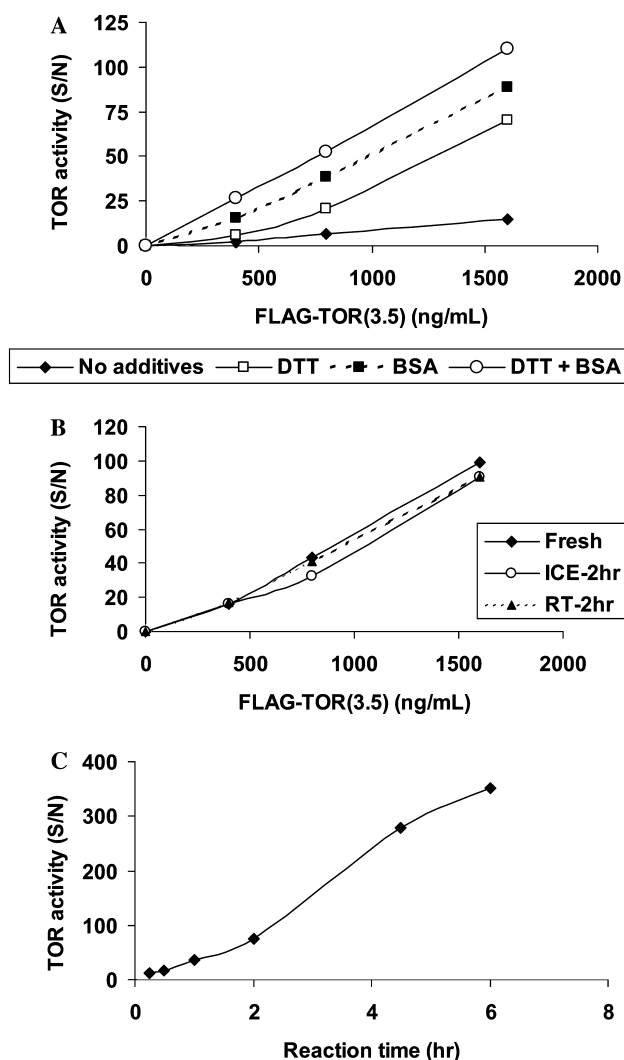 A
TOR activity (S/N)
125
100
75
50
25
0
0 500 1000 1500 2000
FLAG-TOR(3.5) (ng/mL)
No additives DTT BSA DTT + BSA
B
TOR activity (S/N)
120
100
80
60
40
20
0
Fresh
ICE-2hr
RT-2hr
0 500 1000 1500 2000
FLAG-TOR(3.5) (ng/mL)
C
TOR activity (S/N)
400
300
200
100
0
0 2 4 6 8
Reaction time (hr)